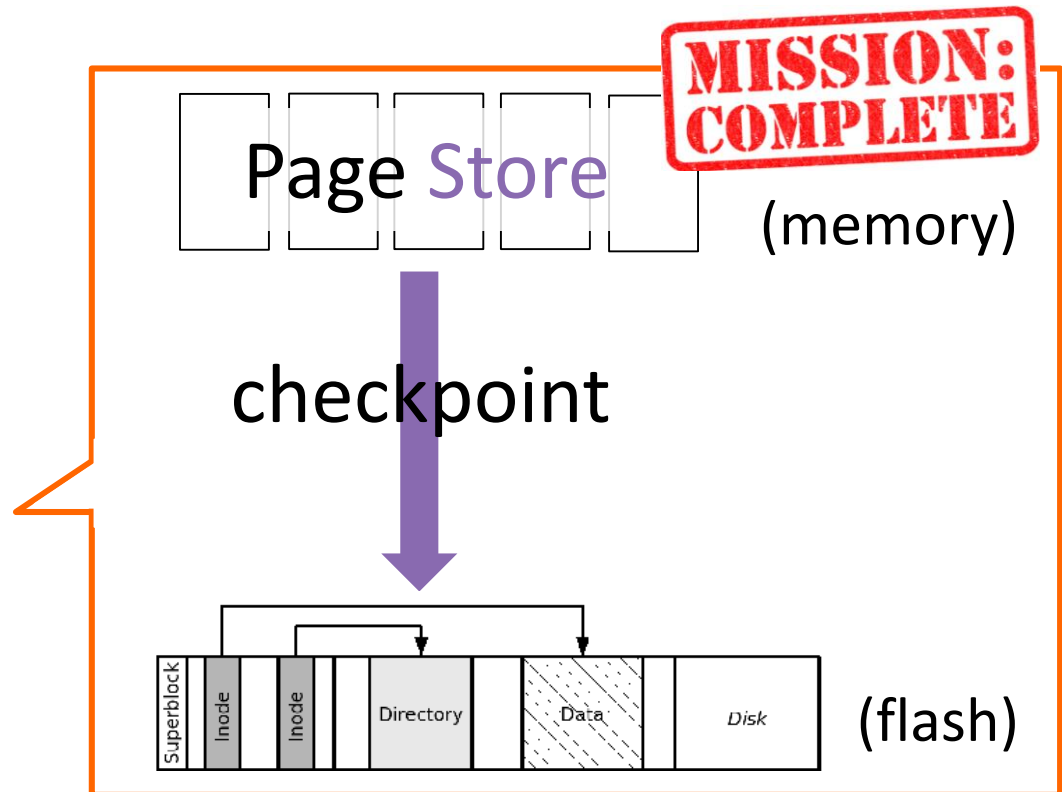 MISSION:
COMPLETE
Page Store
(memory)
checkpoint
Superblock
Inode
Inode
Directory
Data
Disk
(flash)